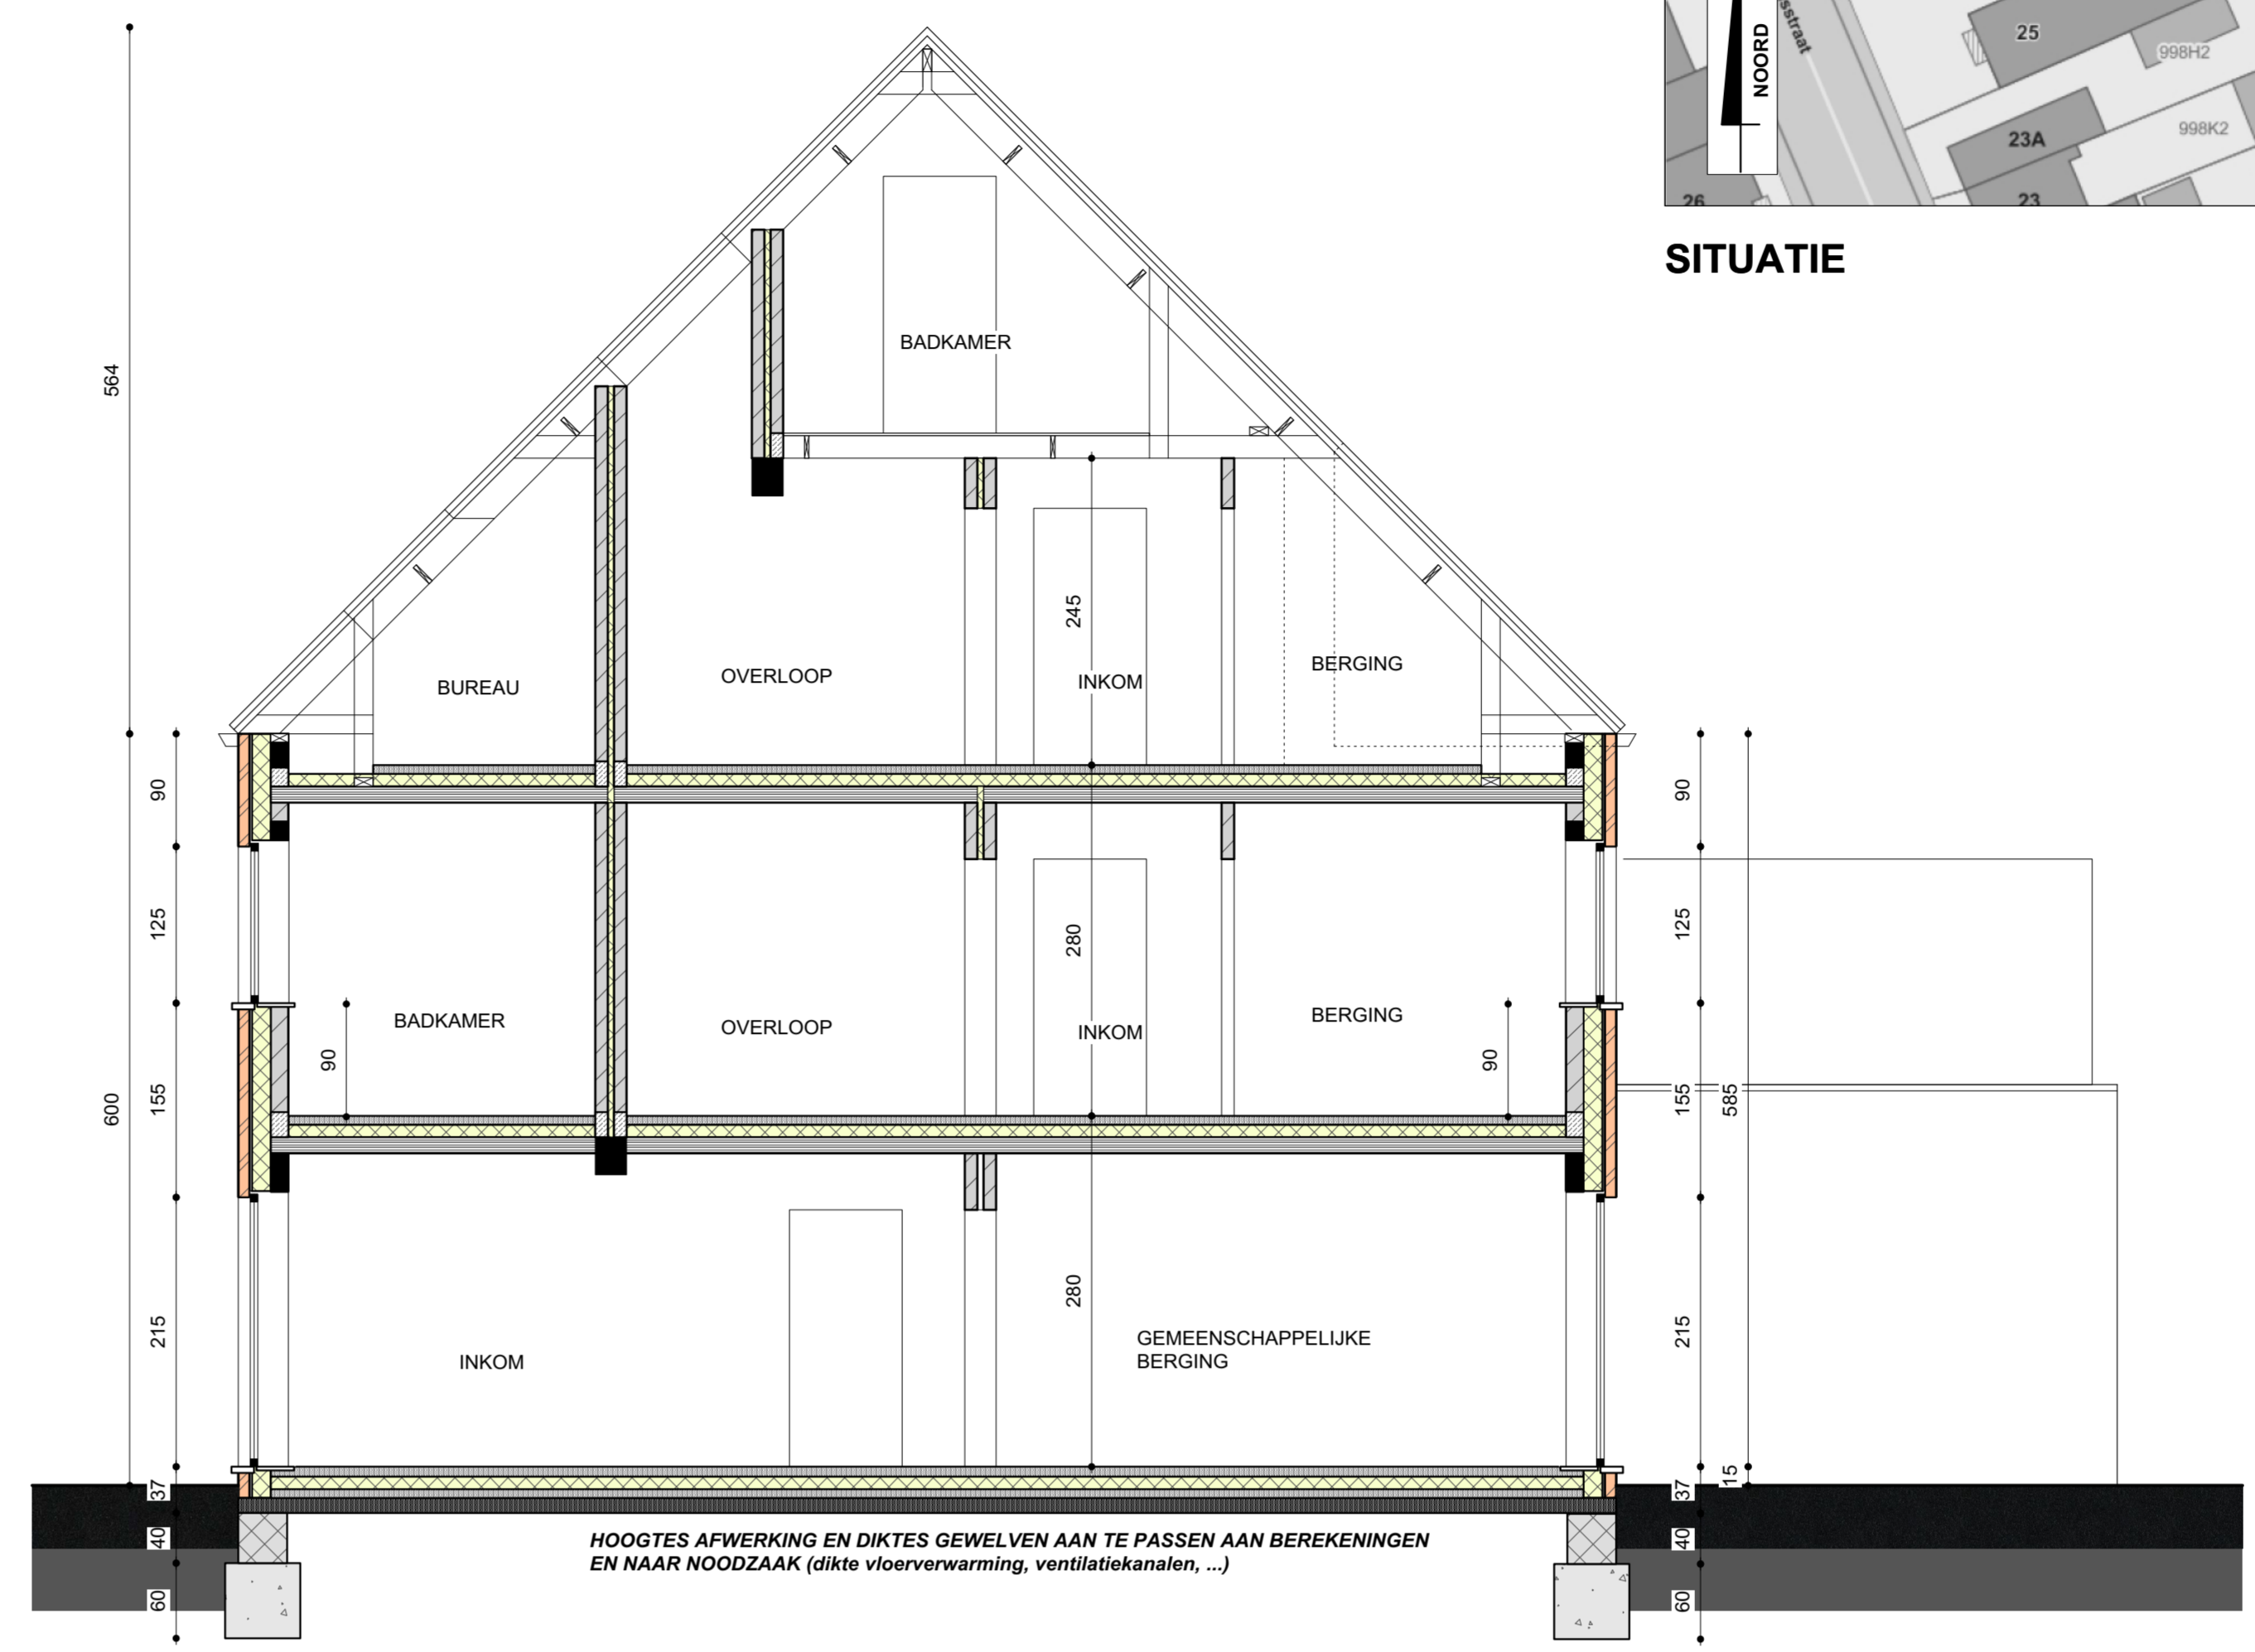 sstraat
NOORD
25
998H2
23A
998K2
26
23
SITUATIE
564
BADKAMER
245
BUREAU
OVERLOOP
INKOM
BERGING
90
90
125
125
280
BADKAMER
OVERLOOP
INKOM
BERGING
90
90
600
155
155
585
215
280
215
INKOM
GEMEENSCHAPPELIJKE
BERGING
37
37
15
40
40
HOOGTES AFWERKING EN DIKTES GEWELVEN AAN TE PASSEN AAN BEREKENINGEN
EN NAAR NOODZAAK (dikte vloerverwarming, ventilatiekanalen, ...)
60
60